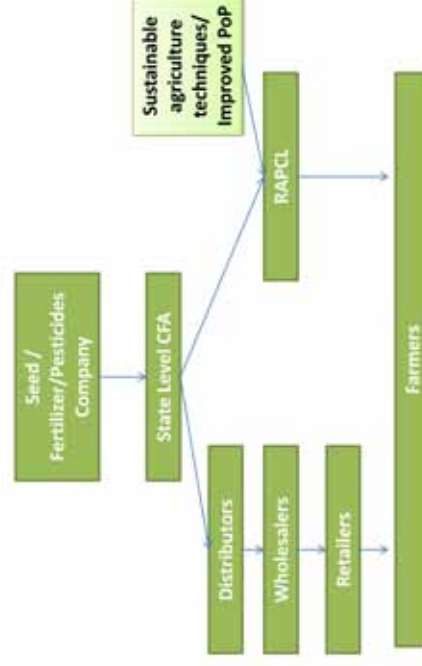 Seed /
Fertilizer/Pesticides
Company
State Level CFA
Sustainable
agriculture
techniques/
Improved PoP
Distributors
Wholesalers
Retailers
RAPCL
Farmers